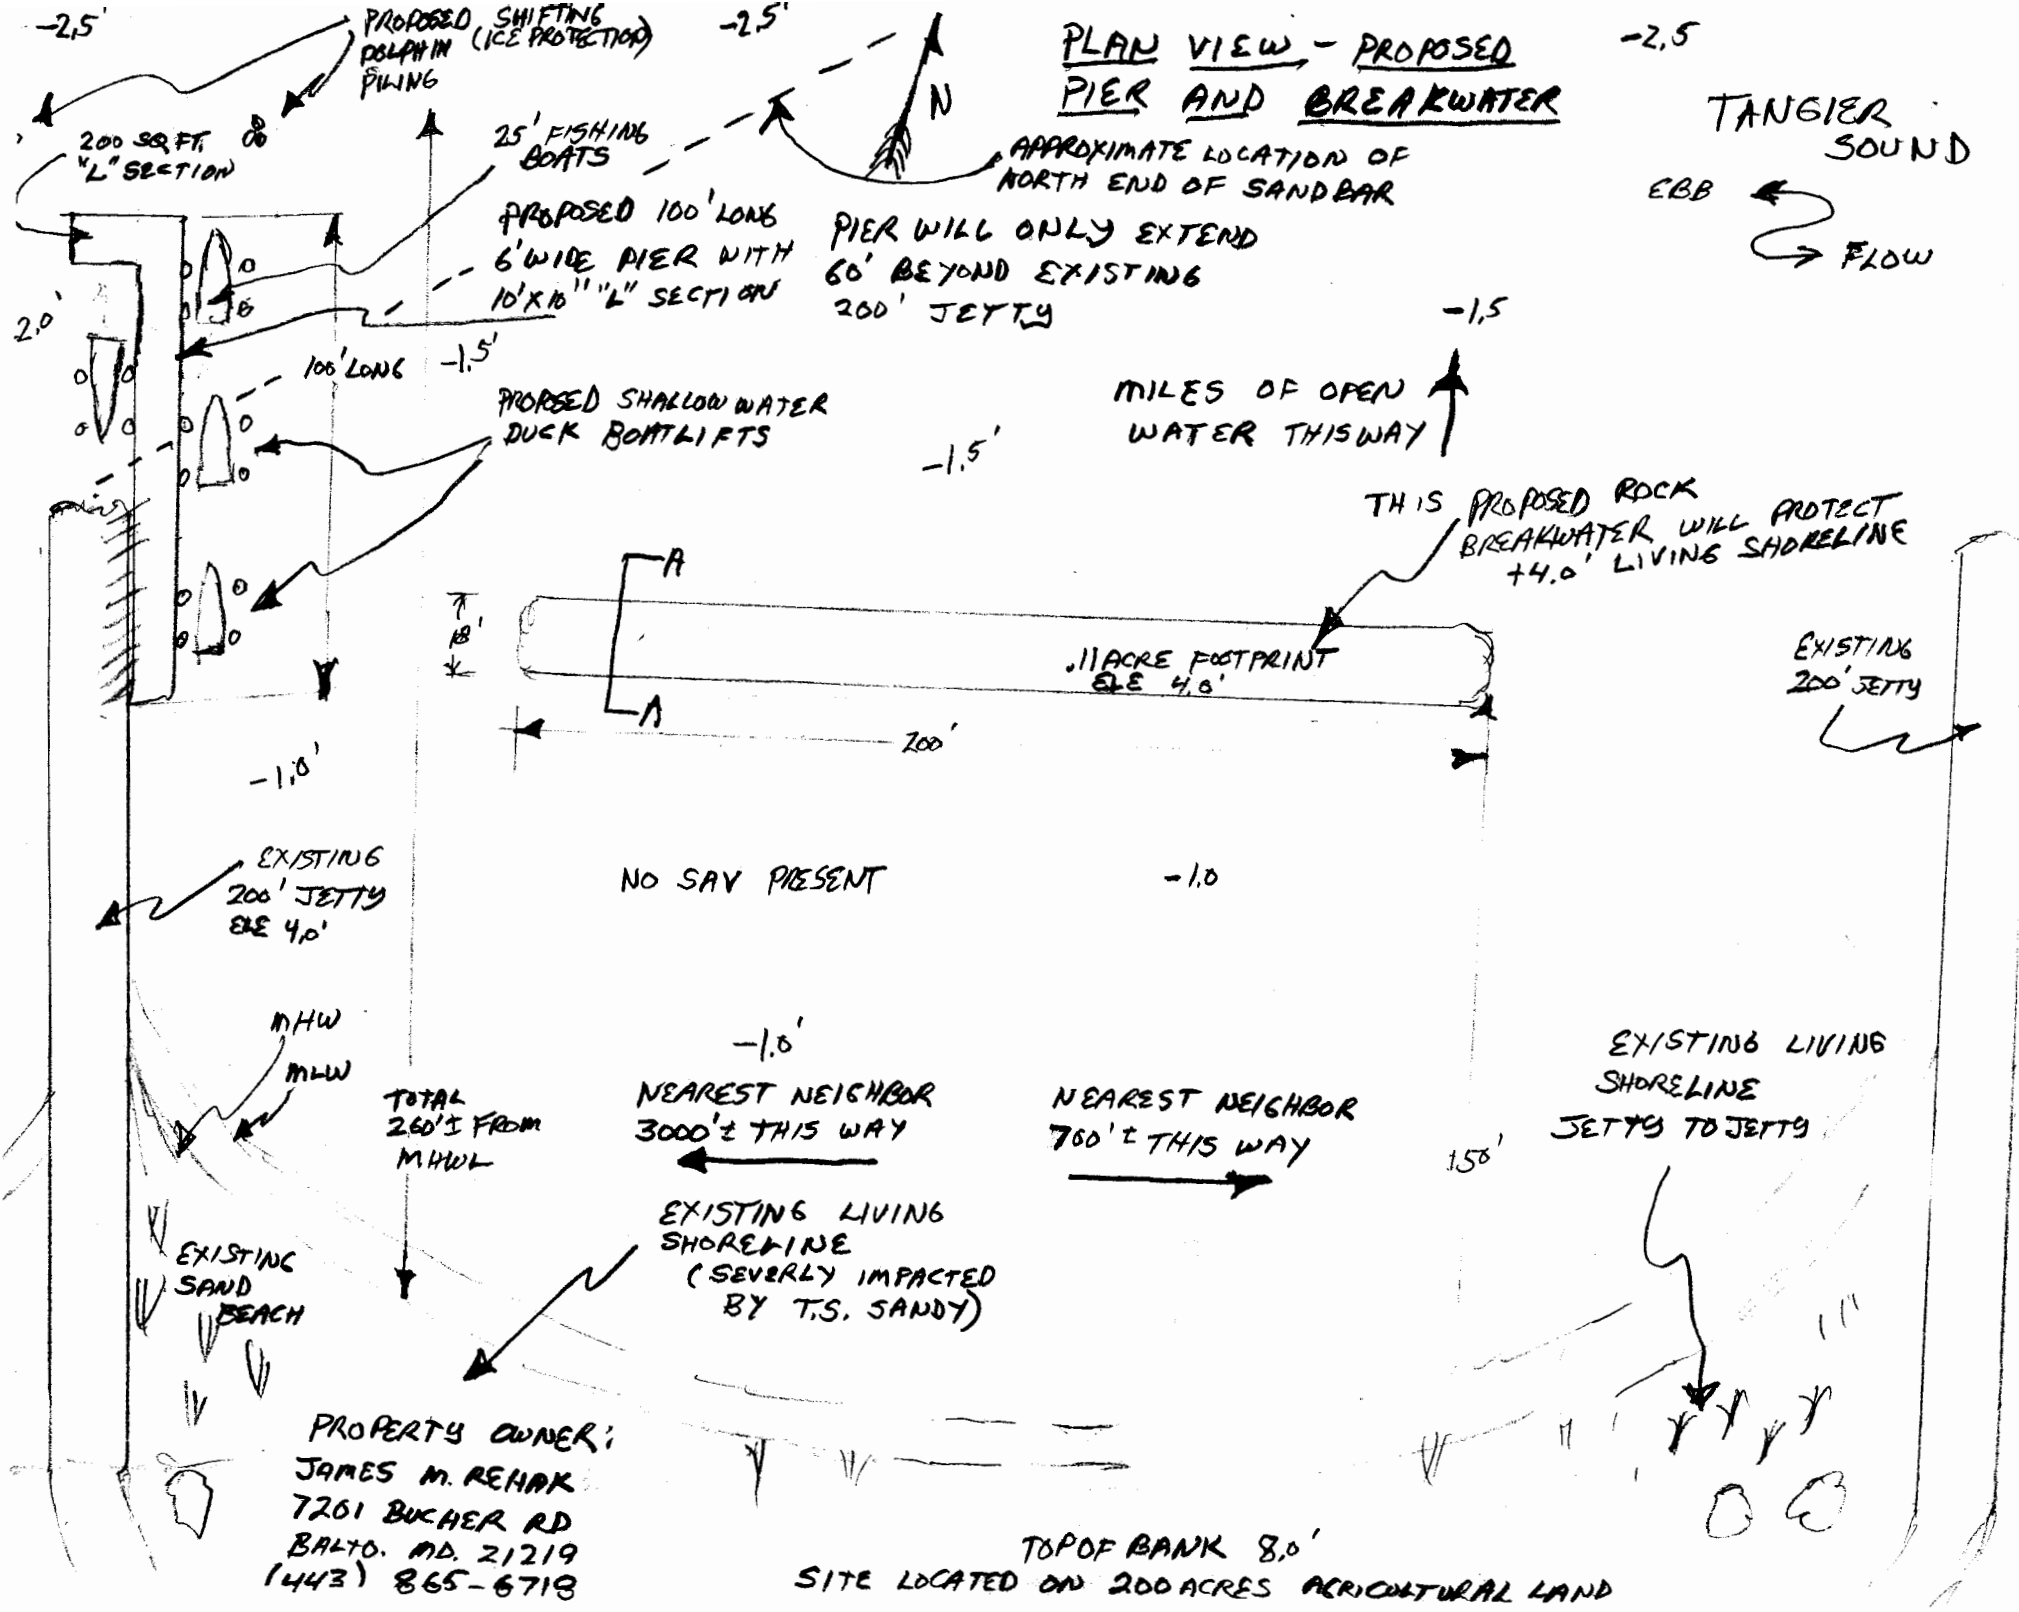 -2.5'
PROPOSED SHIFTING
DOLPHIN (ICE PROTECTION)
PILING
-2.5'
PLAN VIEW - PROPOSED
PIER AND BREAKWATER
-2.5
TANGIER
SOUND
EBB
FLOW
N
200 SQ FT.
"L" SECTION
25' FISHING
BOATS
APPROXIMATE LOCATION OF
NORTH END OF SANDBAR
PROPOSED 100' LONG
6' WIDE PIER WITH
10' X 10'' "L" SECTION
PIER WILL ONLY EXTEND
60' BEYOND EXISTING
200' JETTY
2.0'
100' LONG
-1.5'
-1.5
PROPOSED SHALLOW WATER
DUCK BOATLIFTS
-1.5'
MILES OF OPEN
WATER THIS WAY
THIS PROPOSED ROCK
BREAKWATER WILL PROTECT
+4.0' LIVING SHORELINE
A
18'
.11 ACRE FOOTPRINT
ELE 4.0'
A
200'
EXISTING
200' JETTY
-1.0'
EXISTING
200' JETTY
ELE 4.0'
NO SAV PRESENT
-1.0
MHW
MLW
TOTAL
260'± FROM
MHWL
-1.0'
NEAREST NEIGHBOR
3000'± THIS WAY
NEAREST NEIGHBOR
700'± THIS WAY
150'
EXISTING LIVING
SHORELINE
JETTY TO JETTY
EXISTING LIVING
SHORELINE
(SEVERLY IMPACTED
BY T.S. SANDY)
EXISTING
SAND
BEACH
PROPERTY OWNER:
JAMES M. REHAK
7201 BUCHER RD
BALTO. MD. 21219
(443) 865-6718
TOP OF BANK 8.0'
SITE LOCATED ON 200 ACRES AGRICULTURAL LAND